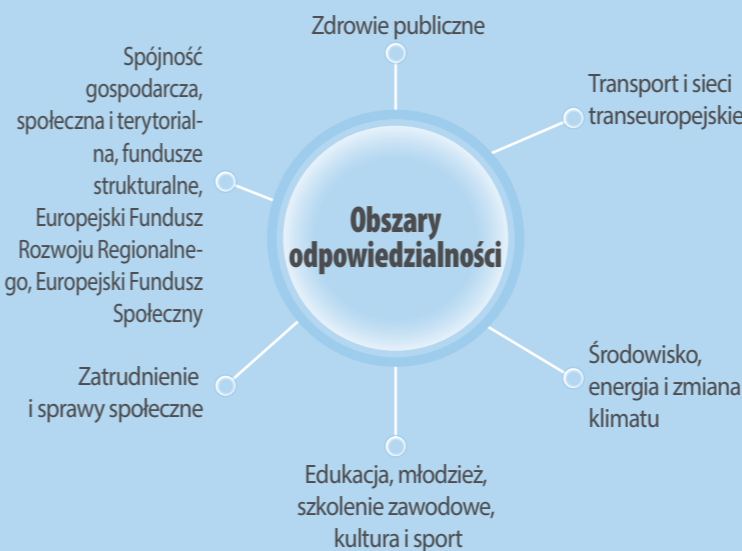 Zdrowie publiczne
Transport i sieci
transeuropejskie
Środowisko,
energia i zmiana
klimatu
Edukacja, młodzież,
szkolenie zawodowe,
kultura i sport
Zatrudnienie
i sprawy społeczne
Spójność
gospodarcza,
społeczna i terytorial-
na, fundusze
strukturalne,
Europejski Fundusz
Rozwoju Regionalne-
go, Europejski Fundusz
Społeczny
Obszary
odpowiedzialności